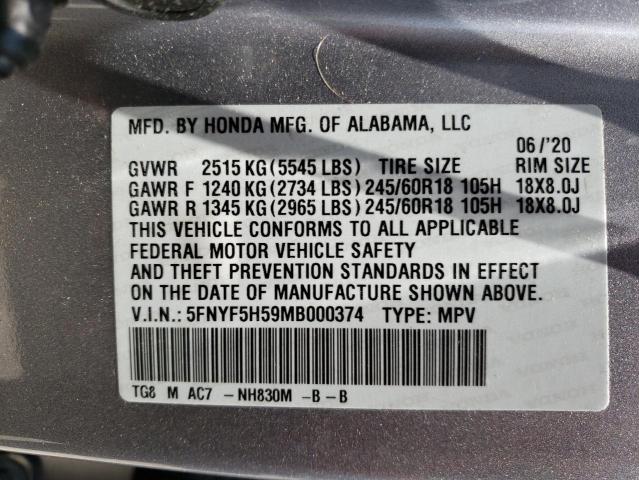 MFD. BY HONDA MFG. OF ALABAMA, LLC
06/'20
GVWR 2515 KG (5545 LBS) TIRE SIZE RIM SIZE
GAWR F 1240 KG (2734 LBS) 245/60R18 105H 18X8.0J
GAWR R 1345 KG (2965 LBS) 245/60R18 105H 18X8.0J
THIS VEHICLE CONFORMS TO ALL APPLICABLE
FEDERAL MOTOR VEHICLE SAFETY
AND THEFT PREVENTION STANDARDS IN EFFECT
ON THE DATE OF MANUFACTURE SHOWN ABOVE.
V.I.N.: 5FNYF5H59MB000374 TYPE: MPV
TG8 M AC7 - NH830M - B - B